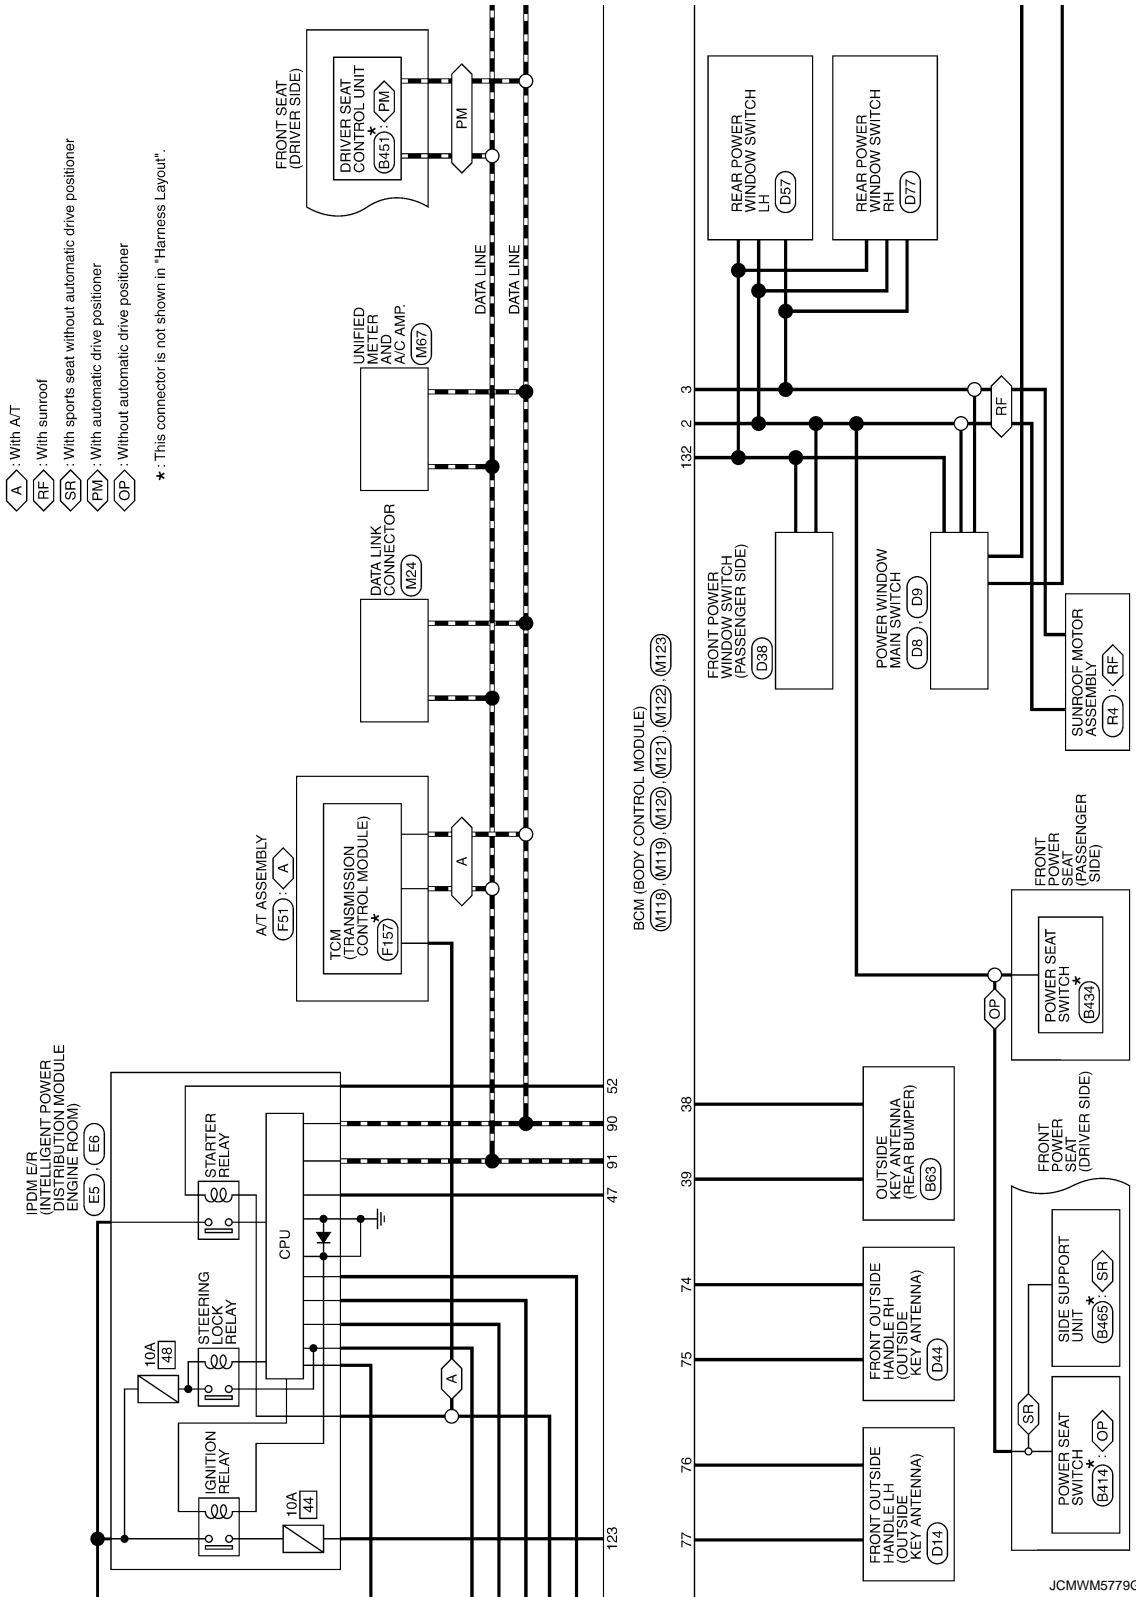 A : With A/T
RF : With sunroof
SR : With sports seat without automatic drive positioner
PM : With automatic drive positioner
OP : Without automatic drive positioner
* : This connector is not shown in "Harness Layout".
IPDM E/R
(INTELLIGENT POWER
DISTRIBUTION MODULE
ENGINE ROOM)
E5 , E6
IGNITION
RELAY
10A
44
10A
48
STEERING
LOCK
RELAY
STARTER
RELAY
CPU
A
A/T ASSEMBLY
F51 : A
TCM
(TRANSMISSION
CONTROL MODULE)
*
F157
A
DATA LINK
CONNECTOR
M24
UNIFIED
METER
AND
A/C AMP.
M67
FRONT SEAT
(DRIVER SIDE)
DRIVER SEAT
CONTROL UNIT
*
B451 : PM
PM
DATA LINE
DATA LINE
123
47
91
90
52
BCM (BODY CONTROL MODULE)
M118 , M119 , M120 , M121 , M122 , M123
77
76
75
74
39
38
132
2
3
FRONT OUTSIDE
HANDLE LH
(OUTSIDE
KEY ANTENNA)
D14
FRONT OUTSIDE
HANDLE RH
(OUTSIDE
KEY ANTENNA)
D44
OUTSIDE
KEY ANTENNA
(REAR BUMPER)
B63
FRONT POWER
WINDOW SWITCH
(PASSENGER SIDE)
D38
REAR POWER
WINDOW SWITCH
LH
D57
REAR POWER
WINDOW SWITCH
RH
D77
POWER WINDOW
MAIN SWITCH
D8 , D9
RF
SUNROOF MOTOR
ASSEMBLY
R4 : RF
OP
FRONT
POWER
SEAT
(PASSENGER
SIDE)
POWER SEAT
SWITCH
*
B434
FRONT
POWER
SEAT
(DRIVER SIDE)
SR
POWER SEAT
SWITCH
*
B414 : OP
SIDE SUPPORT
UNIT
*
B465 : SR
JCMWM5779G